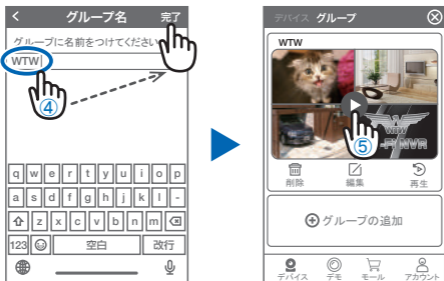 グループ名 完了
グループに名前をつけてください
WTW
④
q w e r t y u i o p
a s d f g h j k l -
z x c v b n m
123 空白 改行
デバイス グループ
WTW
WTW
-PXNVR
⑤
削除 編集 再生
グループの追加
デバイス デモ モール アカウント